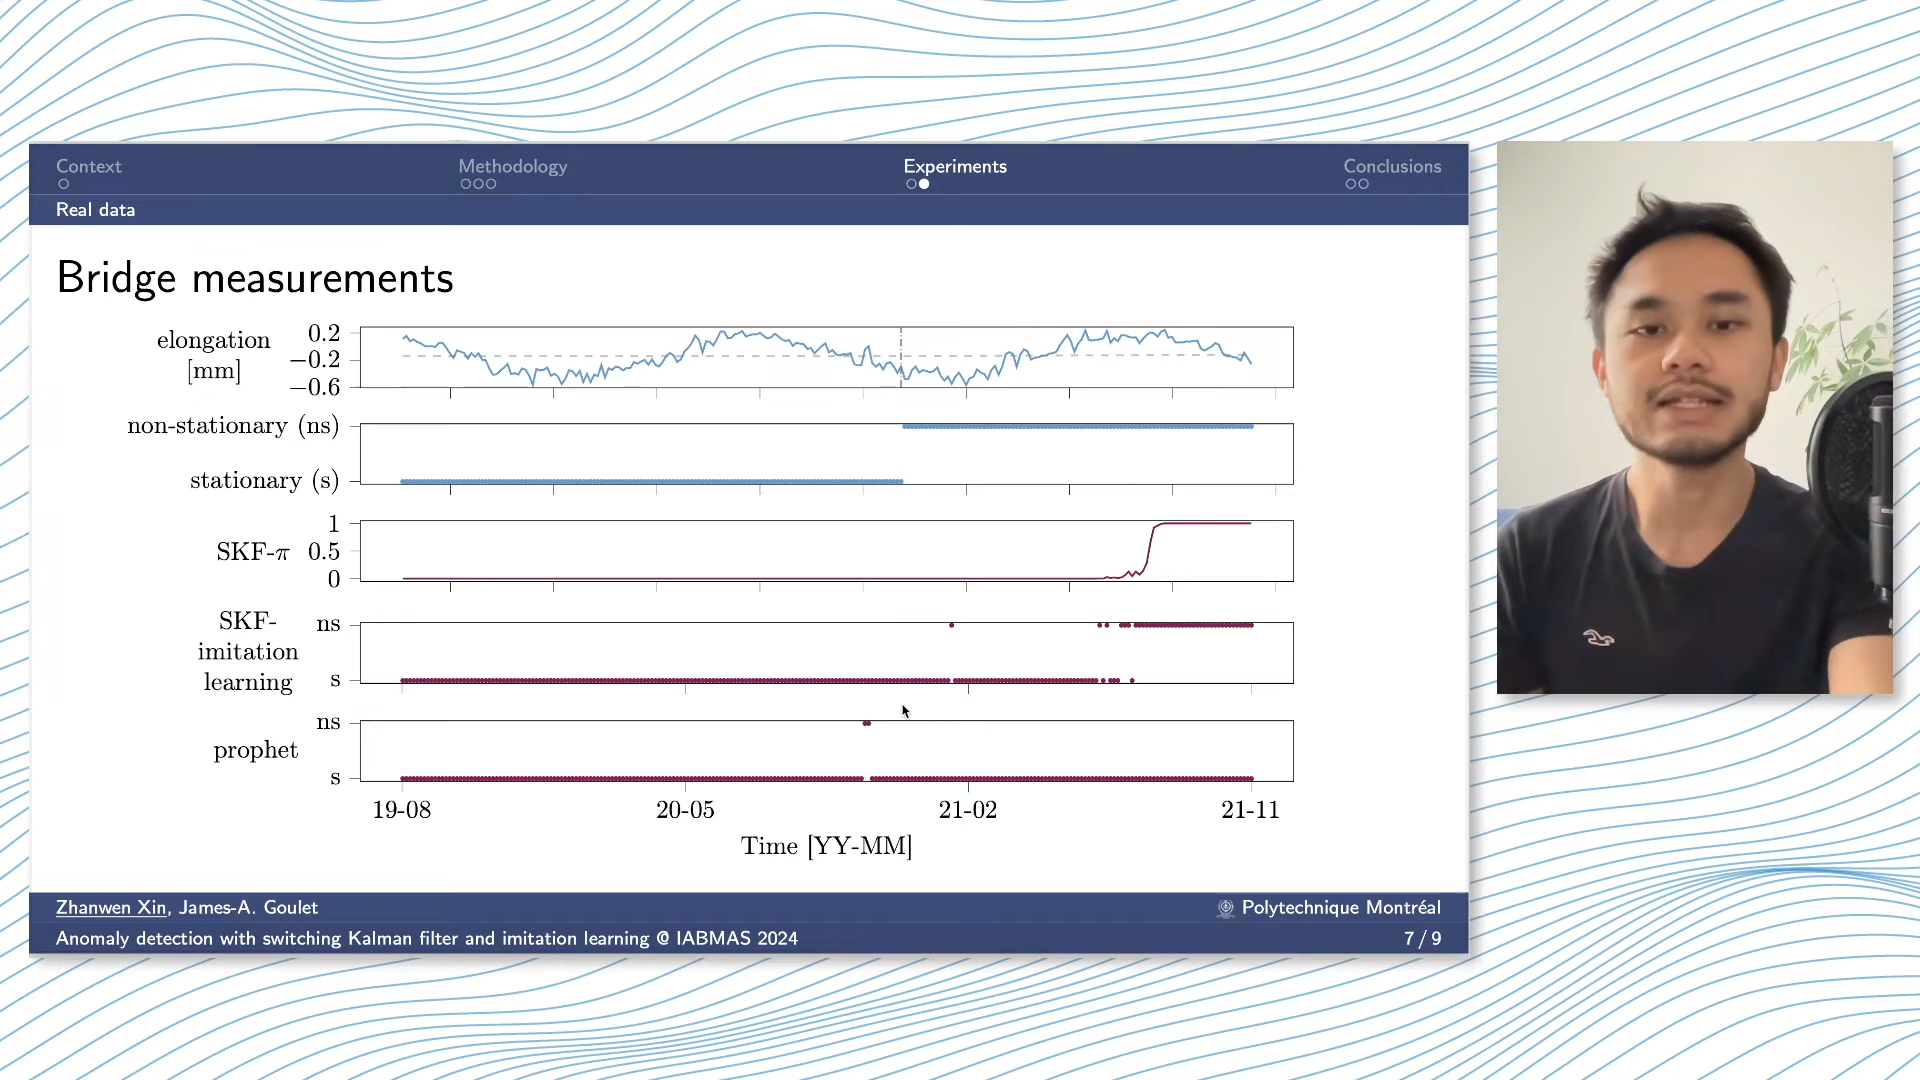 Context
Methodology
Experiments
Conclusions
Real data
Bridge measurements
elongation
[mm]
0.2
−0.2
−0.6
non-stationary (ns)
stationary (s)
SKF-π
1
0.5
0
SKF-
imitation
learning
ns
s
prophet
ns
s
19-08
20-05
21-02
21-11
Time [YY-MM]
Zhanwen Xin, James-A. Goulet
Polytechnique Montréal
Anomaly detection with switching Kalman filter and imitation learning @ IABMAS 2024
7 / 9